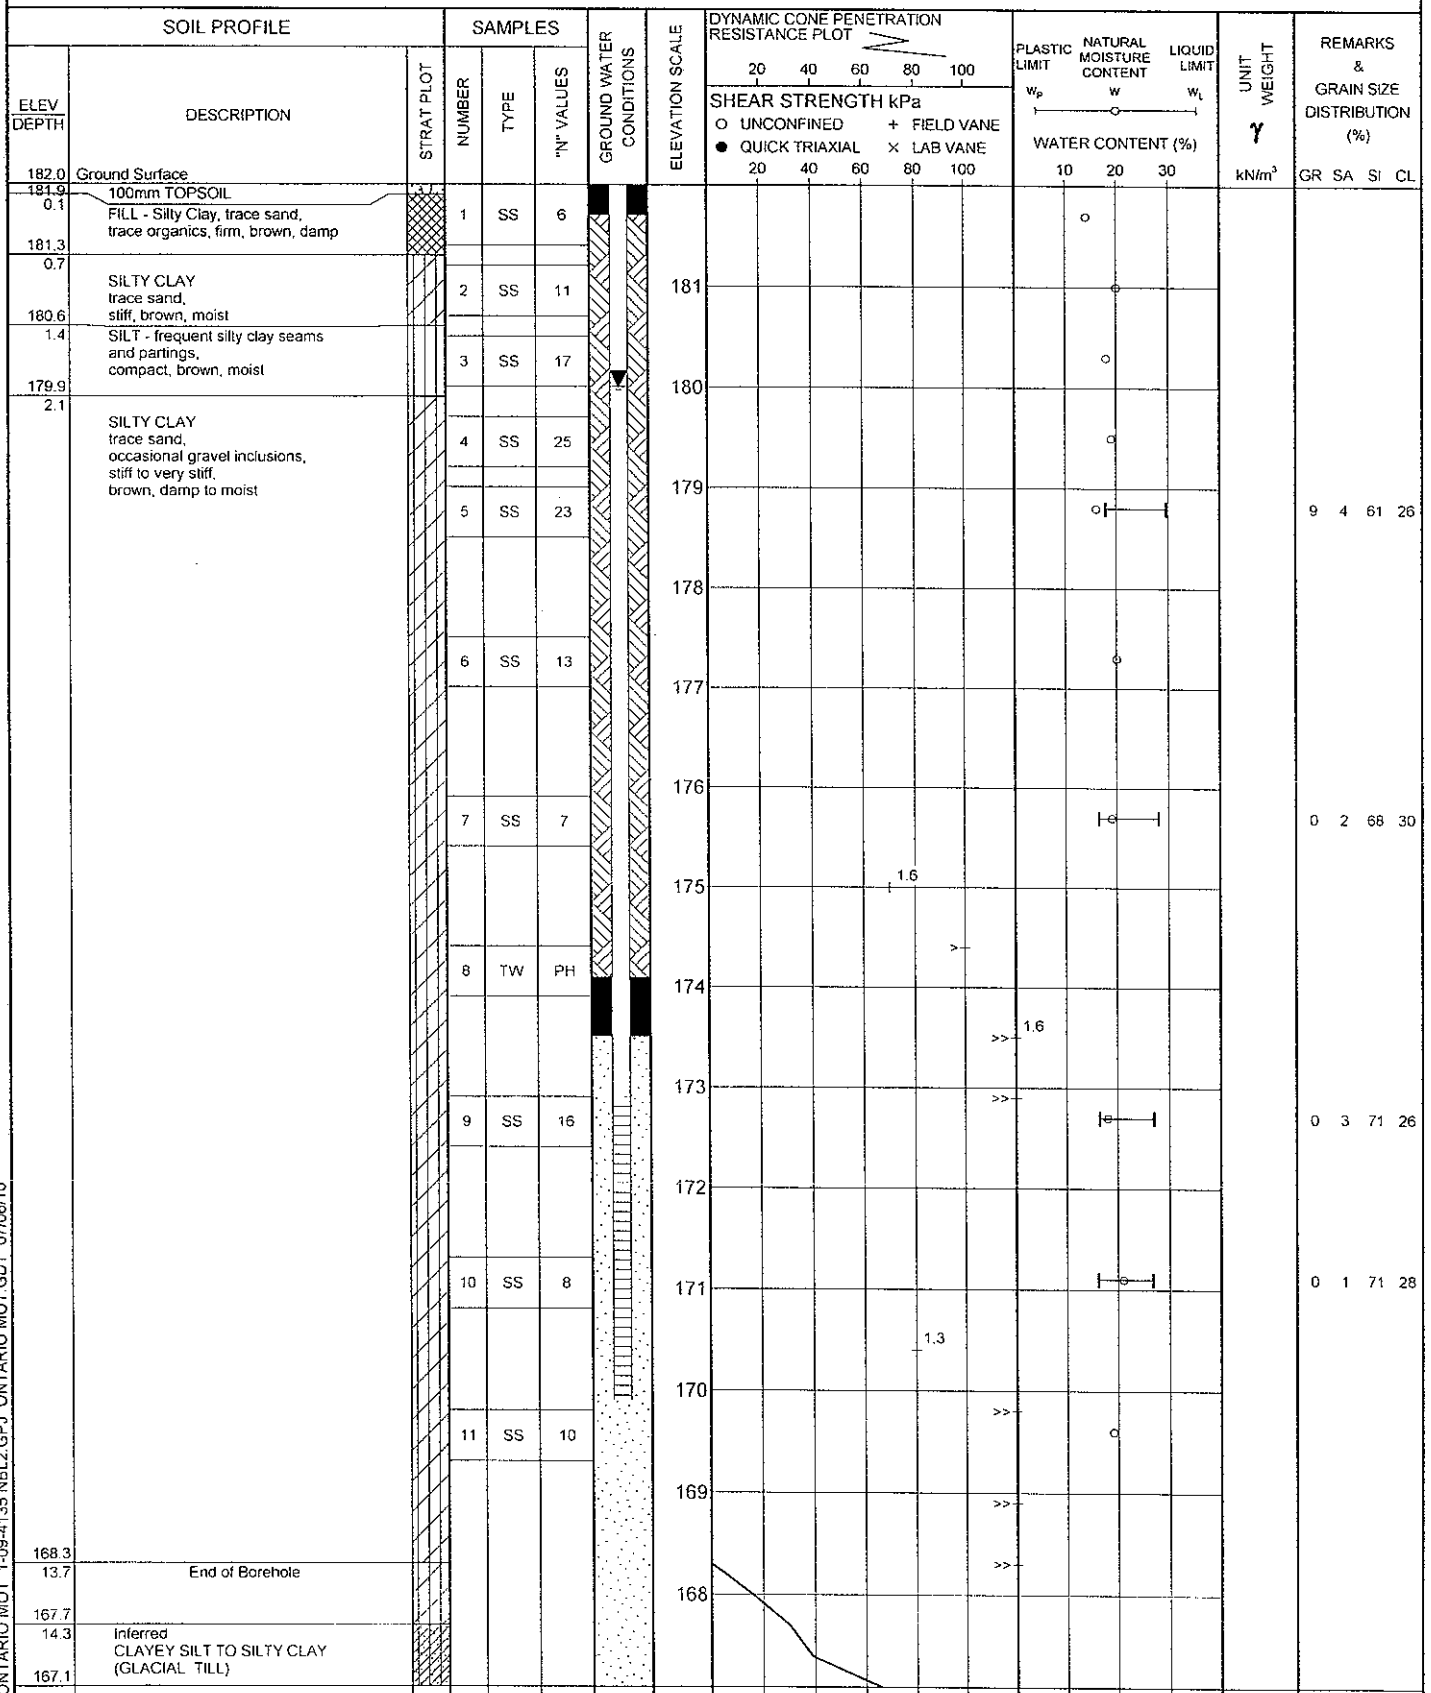 SOIL PROFILE
SAMPLES
GROUND WATER CONDITIONS
ELEVATION SCALE
DYNAMIC CONE PENETRATION
RESISTANCE PLOT
20 40 60 80 100
SHEAR STRENGTH kPa
O UNCONFINED + FIELD VANE
● QUICK TRIAXIAL × LAB VANE
20 40 60 80 100
PLASTIC LIMIT
NATURAL MOISTURE CONTENT
LIQUID LIMIT
Wp W WL
WATER CONTENT (%)
10 20 30
UNIT WEIGHT
γ
kN/m³
REMARKS
&
GRAIN SIZE
DISTRIBUTION
(%)
GR SA SI CL
ELEV
DEPTH
DESCRIPTION
STRAT PLOT
NUMBER
TYPE
"N" VALUES
182.0 Ground Surface
181.9 100mm TOPSOIL
0.1 FILL - Silty Clay, trace sand,
trace organics, firm, brown, damp
1 SS 6
181.3
0.7
SILTY CLAY
trace sand,
stiff, brown, moist
2 SS 11
181
180.6
1.4 SILT - frequent silty clay seams
and partings,
compact, brown, moist
3 SS 17
180
179.9
2.1
SILTY CLAY
trace sand,
occasional gravel inclusions,
stiff to very stiff,
brown, damp to moist
4 SS 25
179
5 SS 23
9 4 61 26
178
6 SS 13
177
176
7 SS 7
0 2 68 30
1.6
175
>
8 TW PH
174
1.6
>>
173
>>
9 SS 16
0 3 71 26
172
10 SS 8
171
0 1 71 28
1.3
170
>>
11 SS 10
169
>>
168.3
13.7 End of Borehole
>>
168
167.7
14.3 Inferred
CLAYEY SILT TO SILTY CLAY
(GLACIAL TILL)
167.1